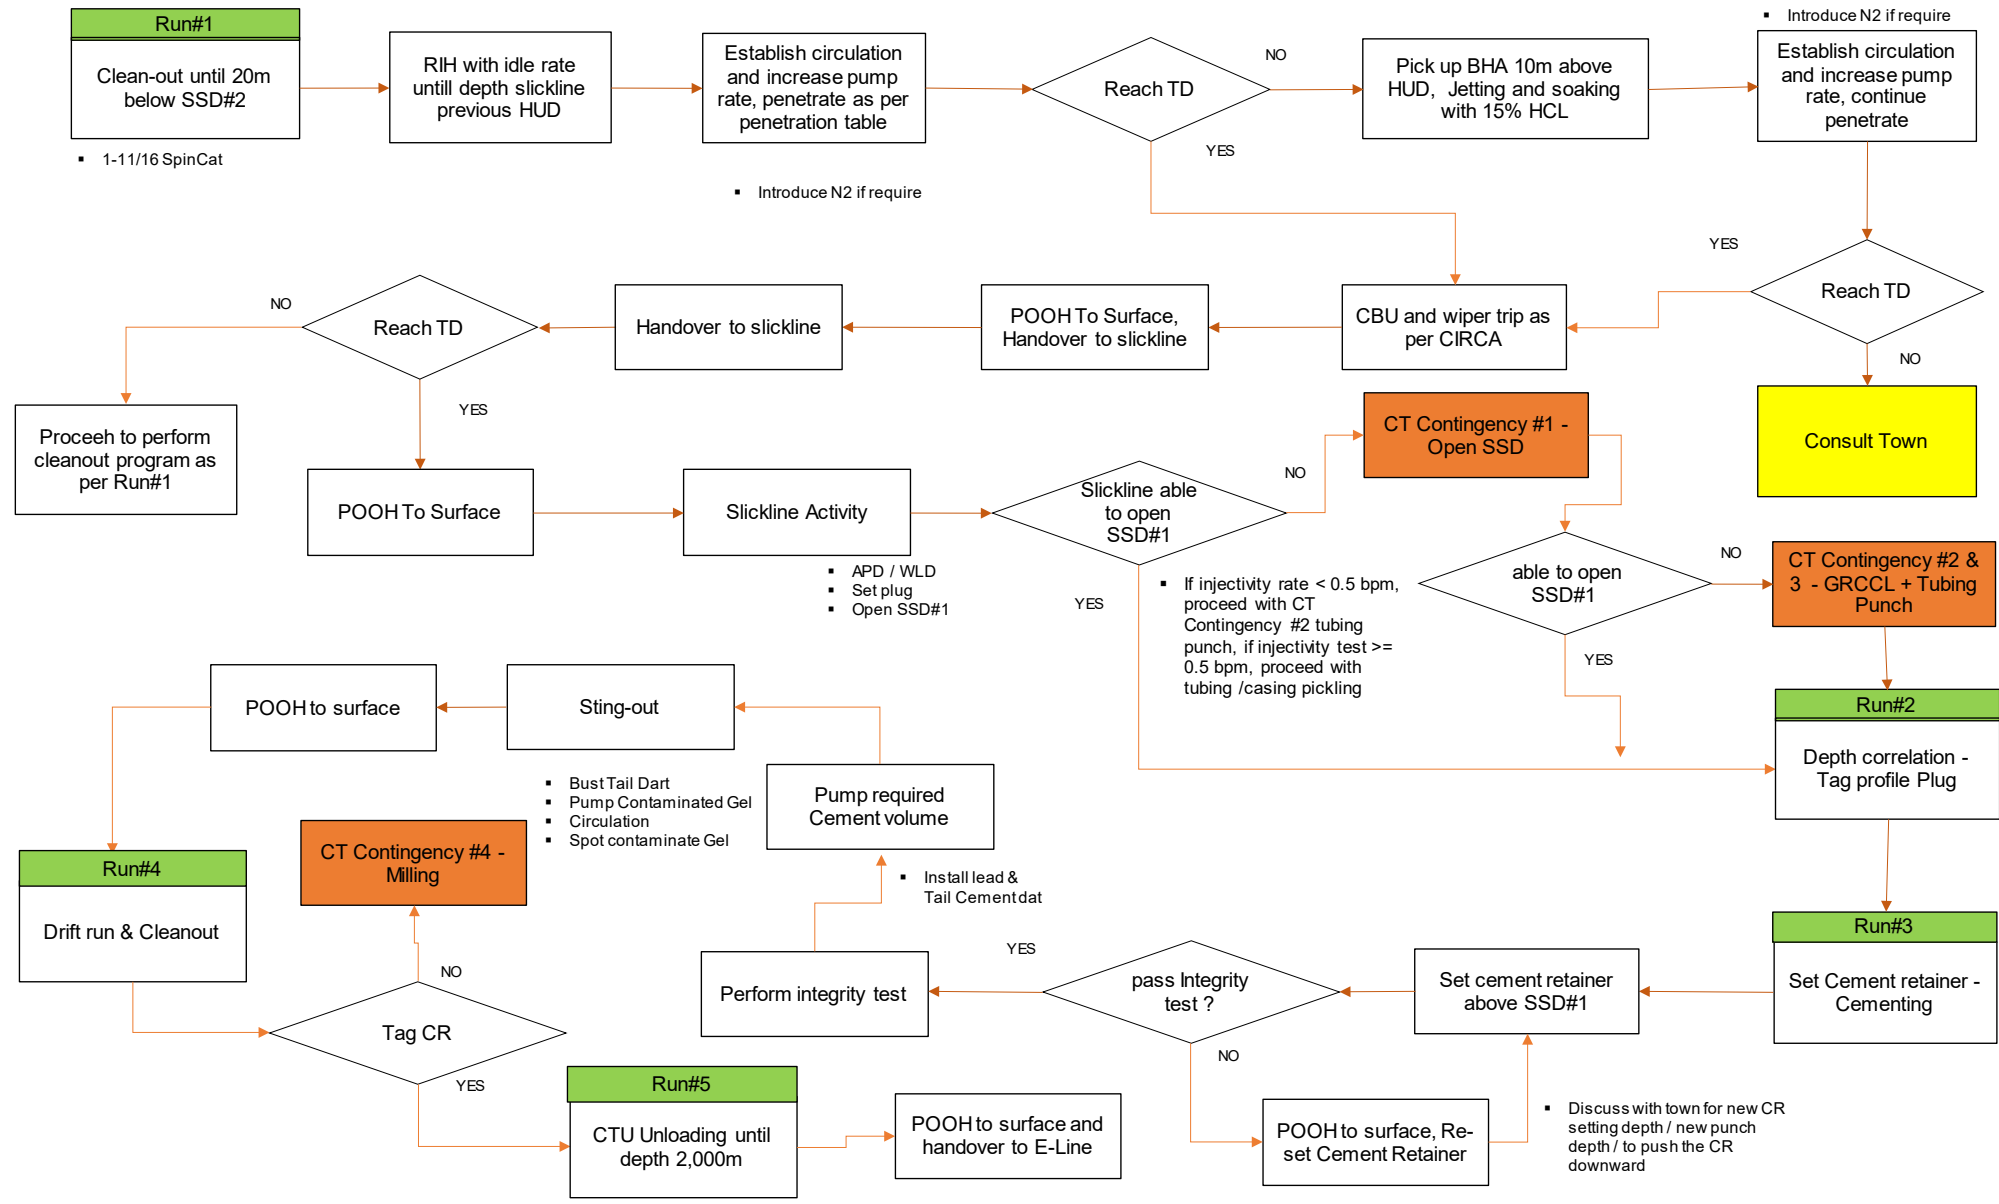 Run#1
Clean-out until 20m
below SSD#2
▪ 1-11/16 SpinCat
RIH with idle rate
untill depth slickline
previous HUD
Establish circulation
and increase pump
rate, penetrate as per
penetration table
▪ Introduce N2 if require
Reach TD
NO
YES
Pick up BHA 10m above
HUD, Jetting and soaking
with 15% HCL
▪ Introduce N2 if require
Establish circulation
and increase pump
rate, continue
penetrate
Reach TD
YES
NO
Consult Town
CBU and wiper trip as
per CIRCA
POOH To Surface,
Handover to slickline
Handover to slickline
Reach TD
NO
YES
Proceeh to perform
cleanout program as
per Run#1
POOH To Surface
Slickline Activity
▪ APD / WLD
▪ Set plug
▪ Open SSD#1
Slickline able
to open
SSD#1
NO
YES
CT Contingency #1 -
Open SSD
▪ If injectivity rate < 0.5 bpm,
proceed with CT
Contingency #2 tubing
punch, if injectivity test >=
0.5 bpm, proceed with
tubing /casing pickling
able to open
SSD#1
NO
YES
CT Contingency #2 &
3 - GRCCL + Tubing
Punch
Run#2
Depth correlation -
Tag profile Plug
Run#3
Set Cement retainer -
Cementing
Set cement retainer
above SSD#1
pass Integrity
test ?
YES
NO
POOH to surface, Re-
set Cement Retainer
▪ Discuss with town for new CR
setting depth / new punch
depth / to push the CR
downward
Perform integrity test
▪ Install lead &
Tail Cement dat
Pump required
Cement volume
Sting-out
▪ Bust Tail Dart
▪ Pump Contaminated Gel
▪ Circulation
▪ Spot contaminate Gel
POOH to surface
Run#4
Drift run & Cleanout
Tag CR
NO
YES
CT Contingency #4 -
Milling
Run#5
CTU Unloading until
depth 2,000m
POOH to surface and
handover to E-Line